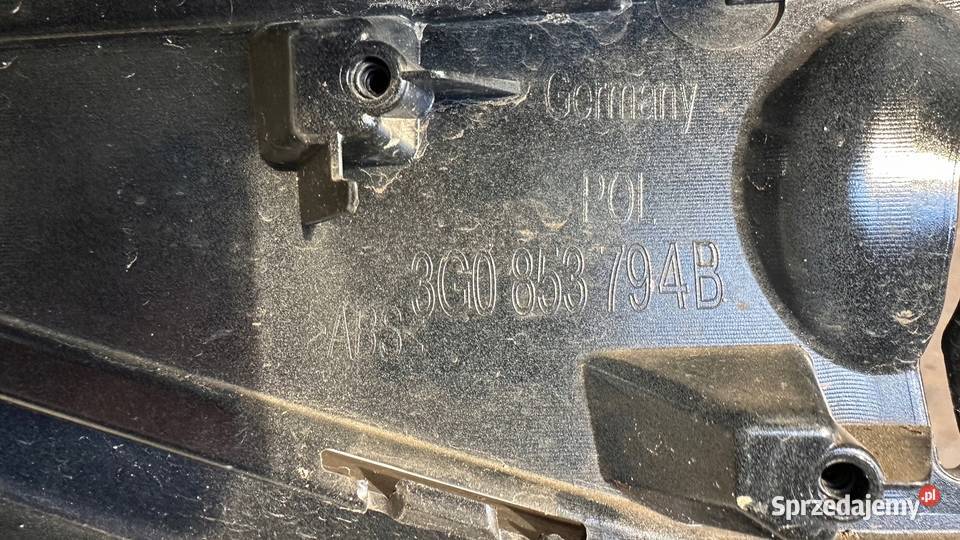 Germany
POL
3G0 853 794B
>ABS<
Sprzedajemy.pl